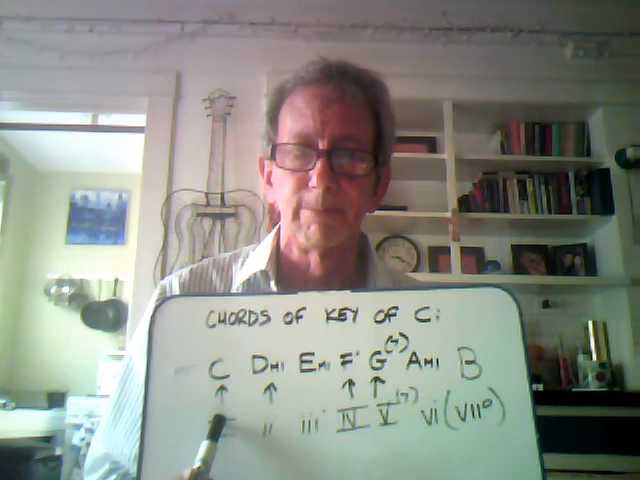 CHORDS OF KEY OF C:
C DMI EMI F G(7) AMI B
I ii iii IV V(7) vi (VII°)